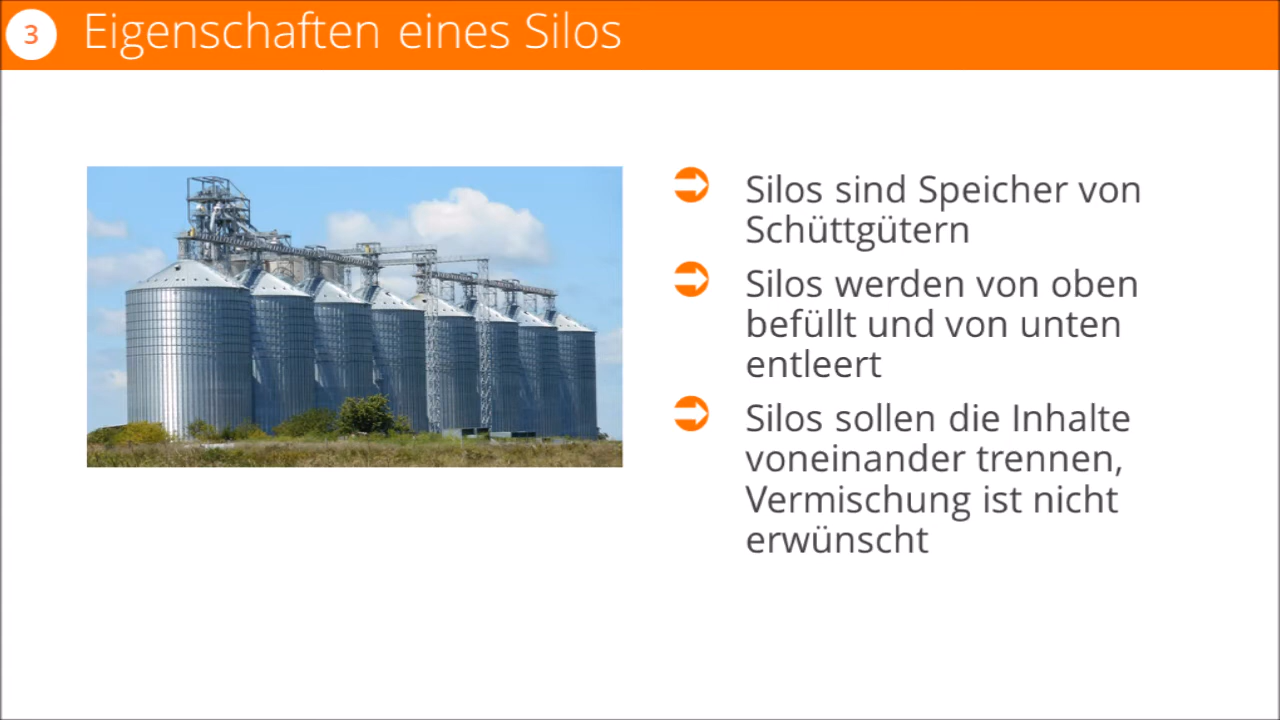 3
Eigenschaften eines Silos
Silos sind Speicher von
Schüttgütern
Silos werden von oben
befüllt und von unten
entleert
Silos sollen die Inhalte
voneinander trennen,
Vermischung ist nicht
erwünscht